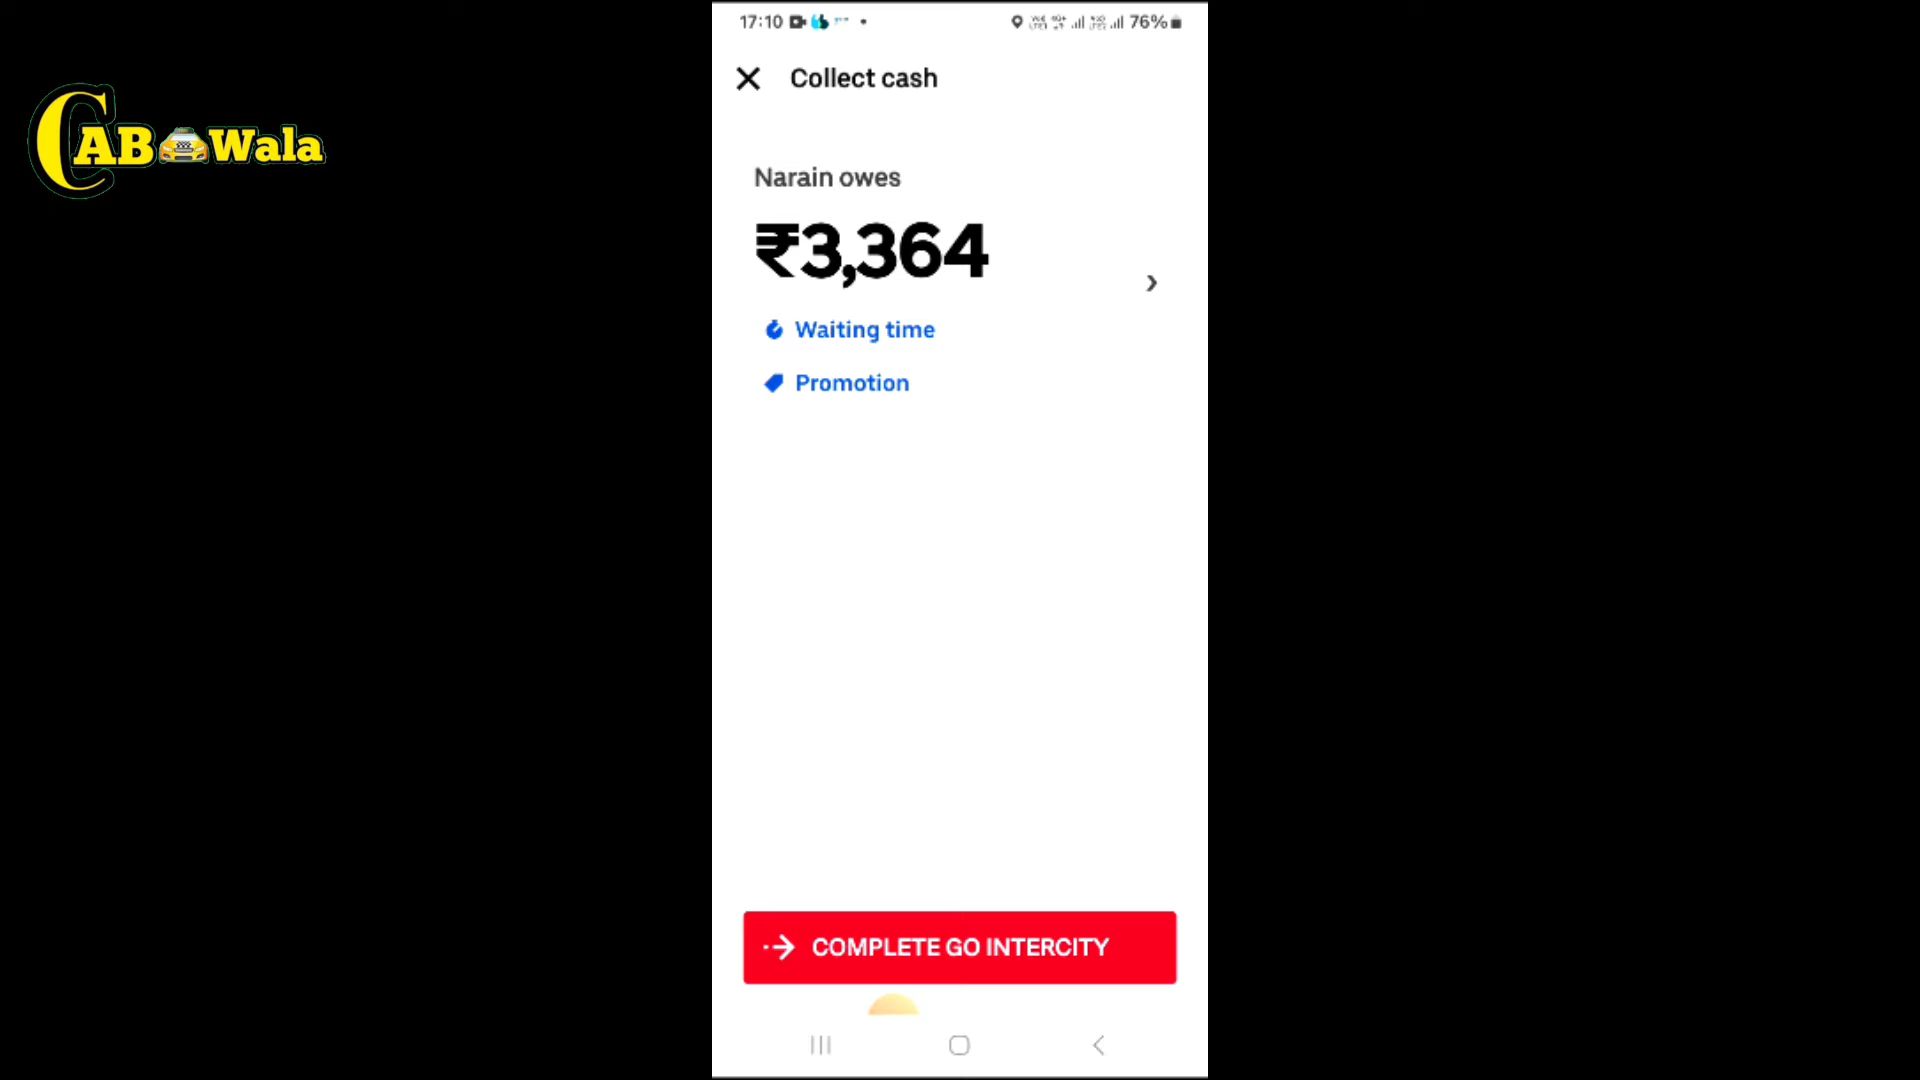 CAB Wala
17:10
76%
Collect cash
Narain owes
₹3,364
Waiting time
Promotion
COMPLETE GO INTERCITY